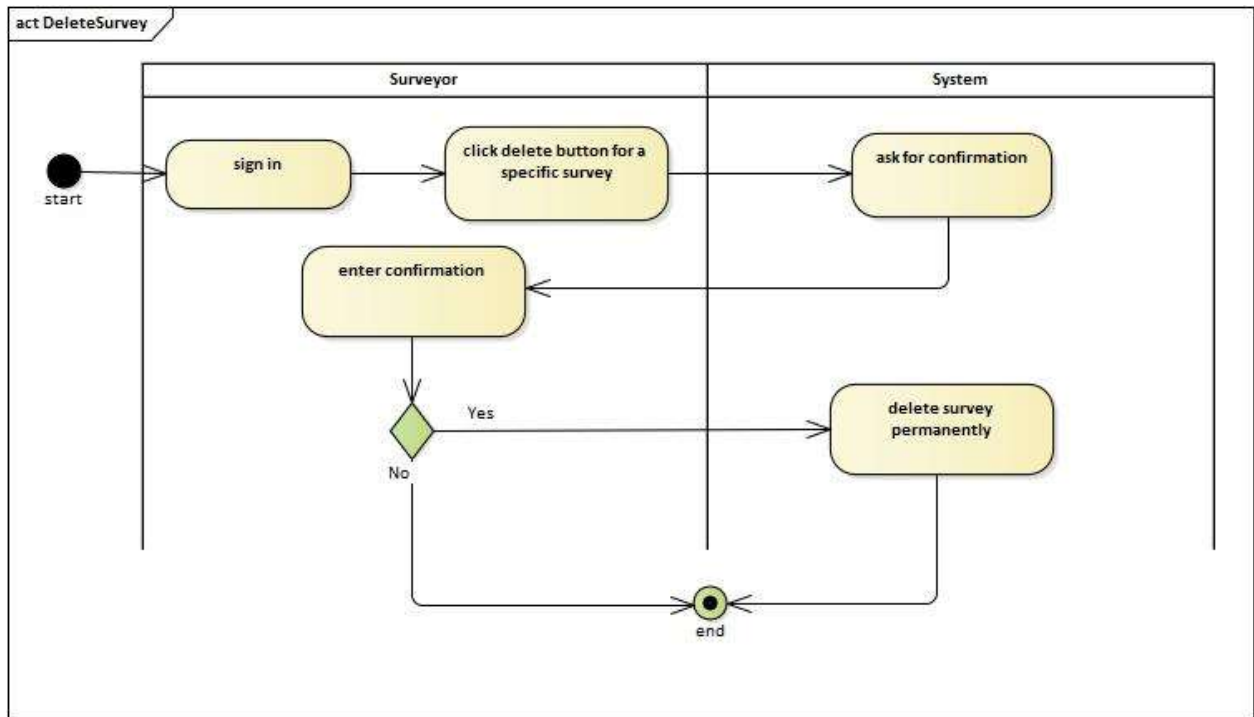 act DeleteSurvey
Surveyor
System
sign in
click delete button for a
specific survey
ask for confirmation
start
enter confirmation
Yes
delete survey
permanently
No
end